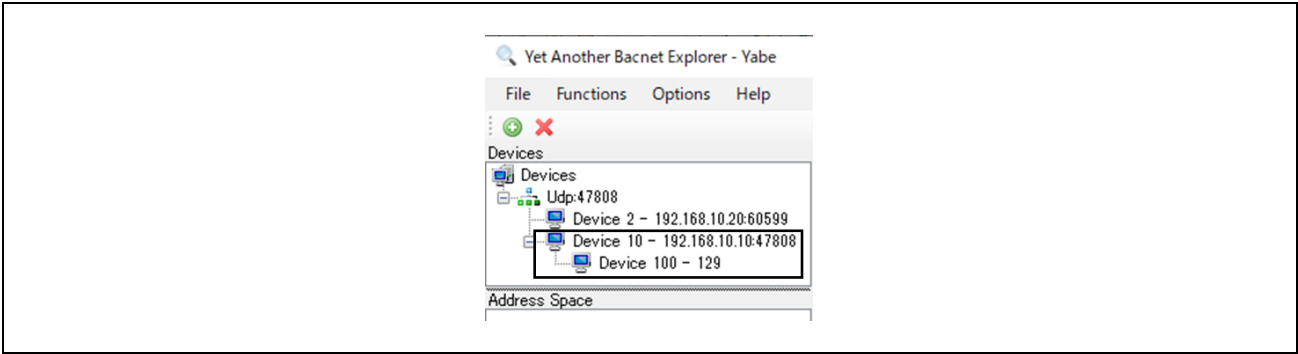 Yet Another Bacnet Explorer - Yabe
File Functions Options Help
Devices
Devices
Udp:47808
Device 2 - 192.168.10.20:60599
Device 10 - 192.168.10.10:47808
Device 100 - 129
Address Space